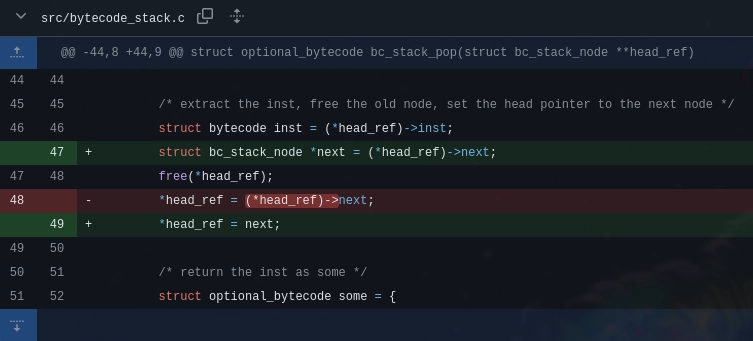 src/bytecode_stack.c
@@ -44,8 +44,9 @@ struct optional_bytecode bc_stack_pop(struct bc_stack_node **head_ref)
44 44
45 45 /* extract the inst, free the old node, set the head pointer to the next node */
46 46 struct bytecode inst = (*head_ref)->inst;
47 + struct bc_stack_node *next = (*head_ref)->next;
47 48 free(*head_ref);
48 - *head_ref = (*head_ref)->next;
49 + *head_ref = next;
49 50
50 51 /* return the inst as some */
51 52 struct optional_bytecode some = {